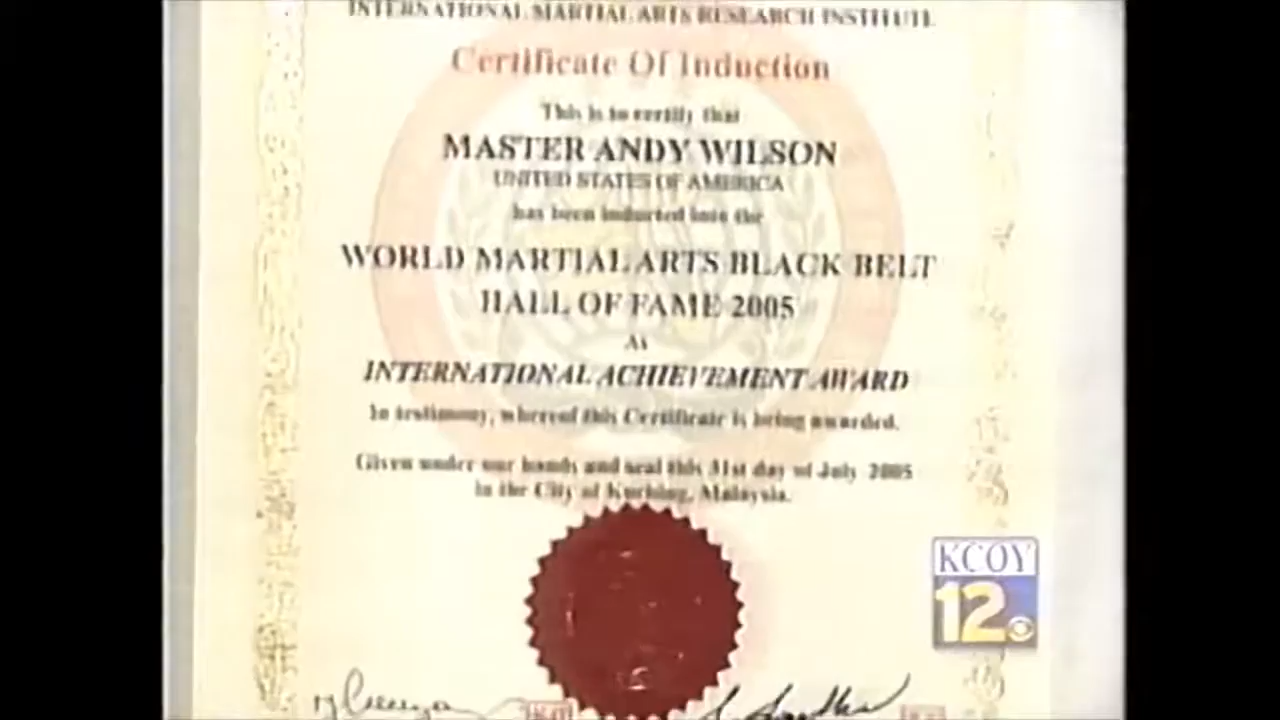 INTERNATIONAL MARTIAL ARTS RESEARCH INSTITUTE
Certificate Of Induction
This is to certify that
MASTER ANDY WILSON
UNITED STATES OF AMERICA
has been inducted into the
WORLD MARTIAL ARTS BLACK BELT
HALL OF FAME 2005
As
INTERNATIONAL ACHIEVEMENT AWARD
In testimony, whereof this Certificate is being awarded.
Given under our hands and seal this 31st day of July 2005
in the City of Kuching, Malaysia.
KCOY
12